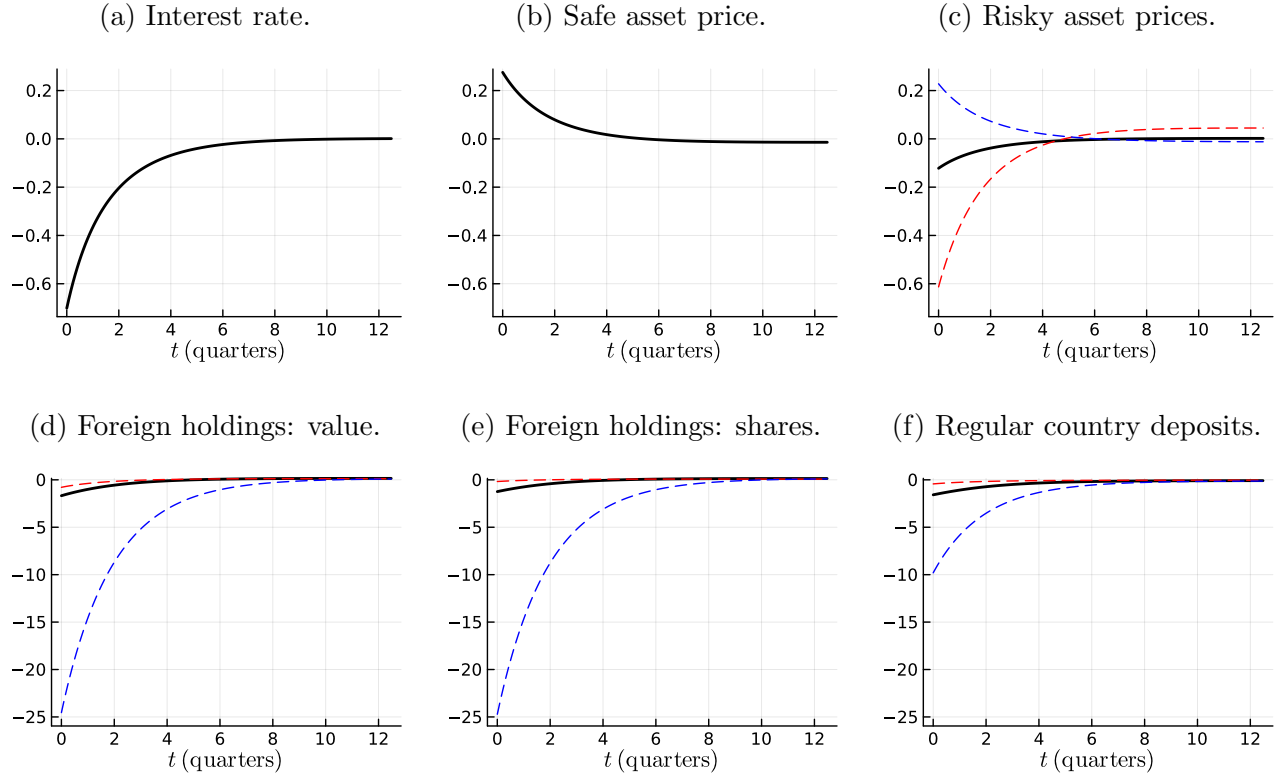 (a) Interest rate.
(b) Safe asset price.
(c) Risky asset prices.
0.2
0.0
−0.2
−0.4
−0.6
0 2 4 6 8 10 12
t (quarters)
0.2
0.0
−0.2
−0.4
−0.6
0 2 4 6 8 10 12
t (quarters)
0.2
0.0
−0.2
−0.4
−0.6
0 2 4 6 8 10 12
t (quarters)
(d) Foreign holdings: value.
(e) Foreign holdings: shares.
(f) Regular country deposits.
0
−5
−10
−15
−20
−25
0 2 4 6 8 10 12
t (quarters)
0
−5
−10
−15
−20
−25
0 2 4 6 8 10 12
t (quarters)
0
−5
−10
−15
−20
−25
0 2 4 6 8 10 12
t (quarters)